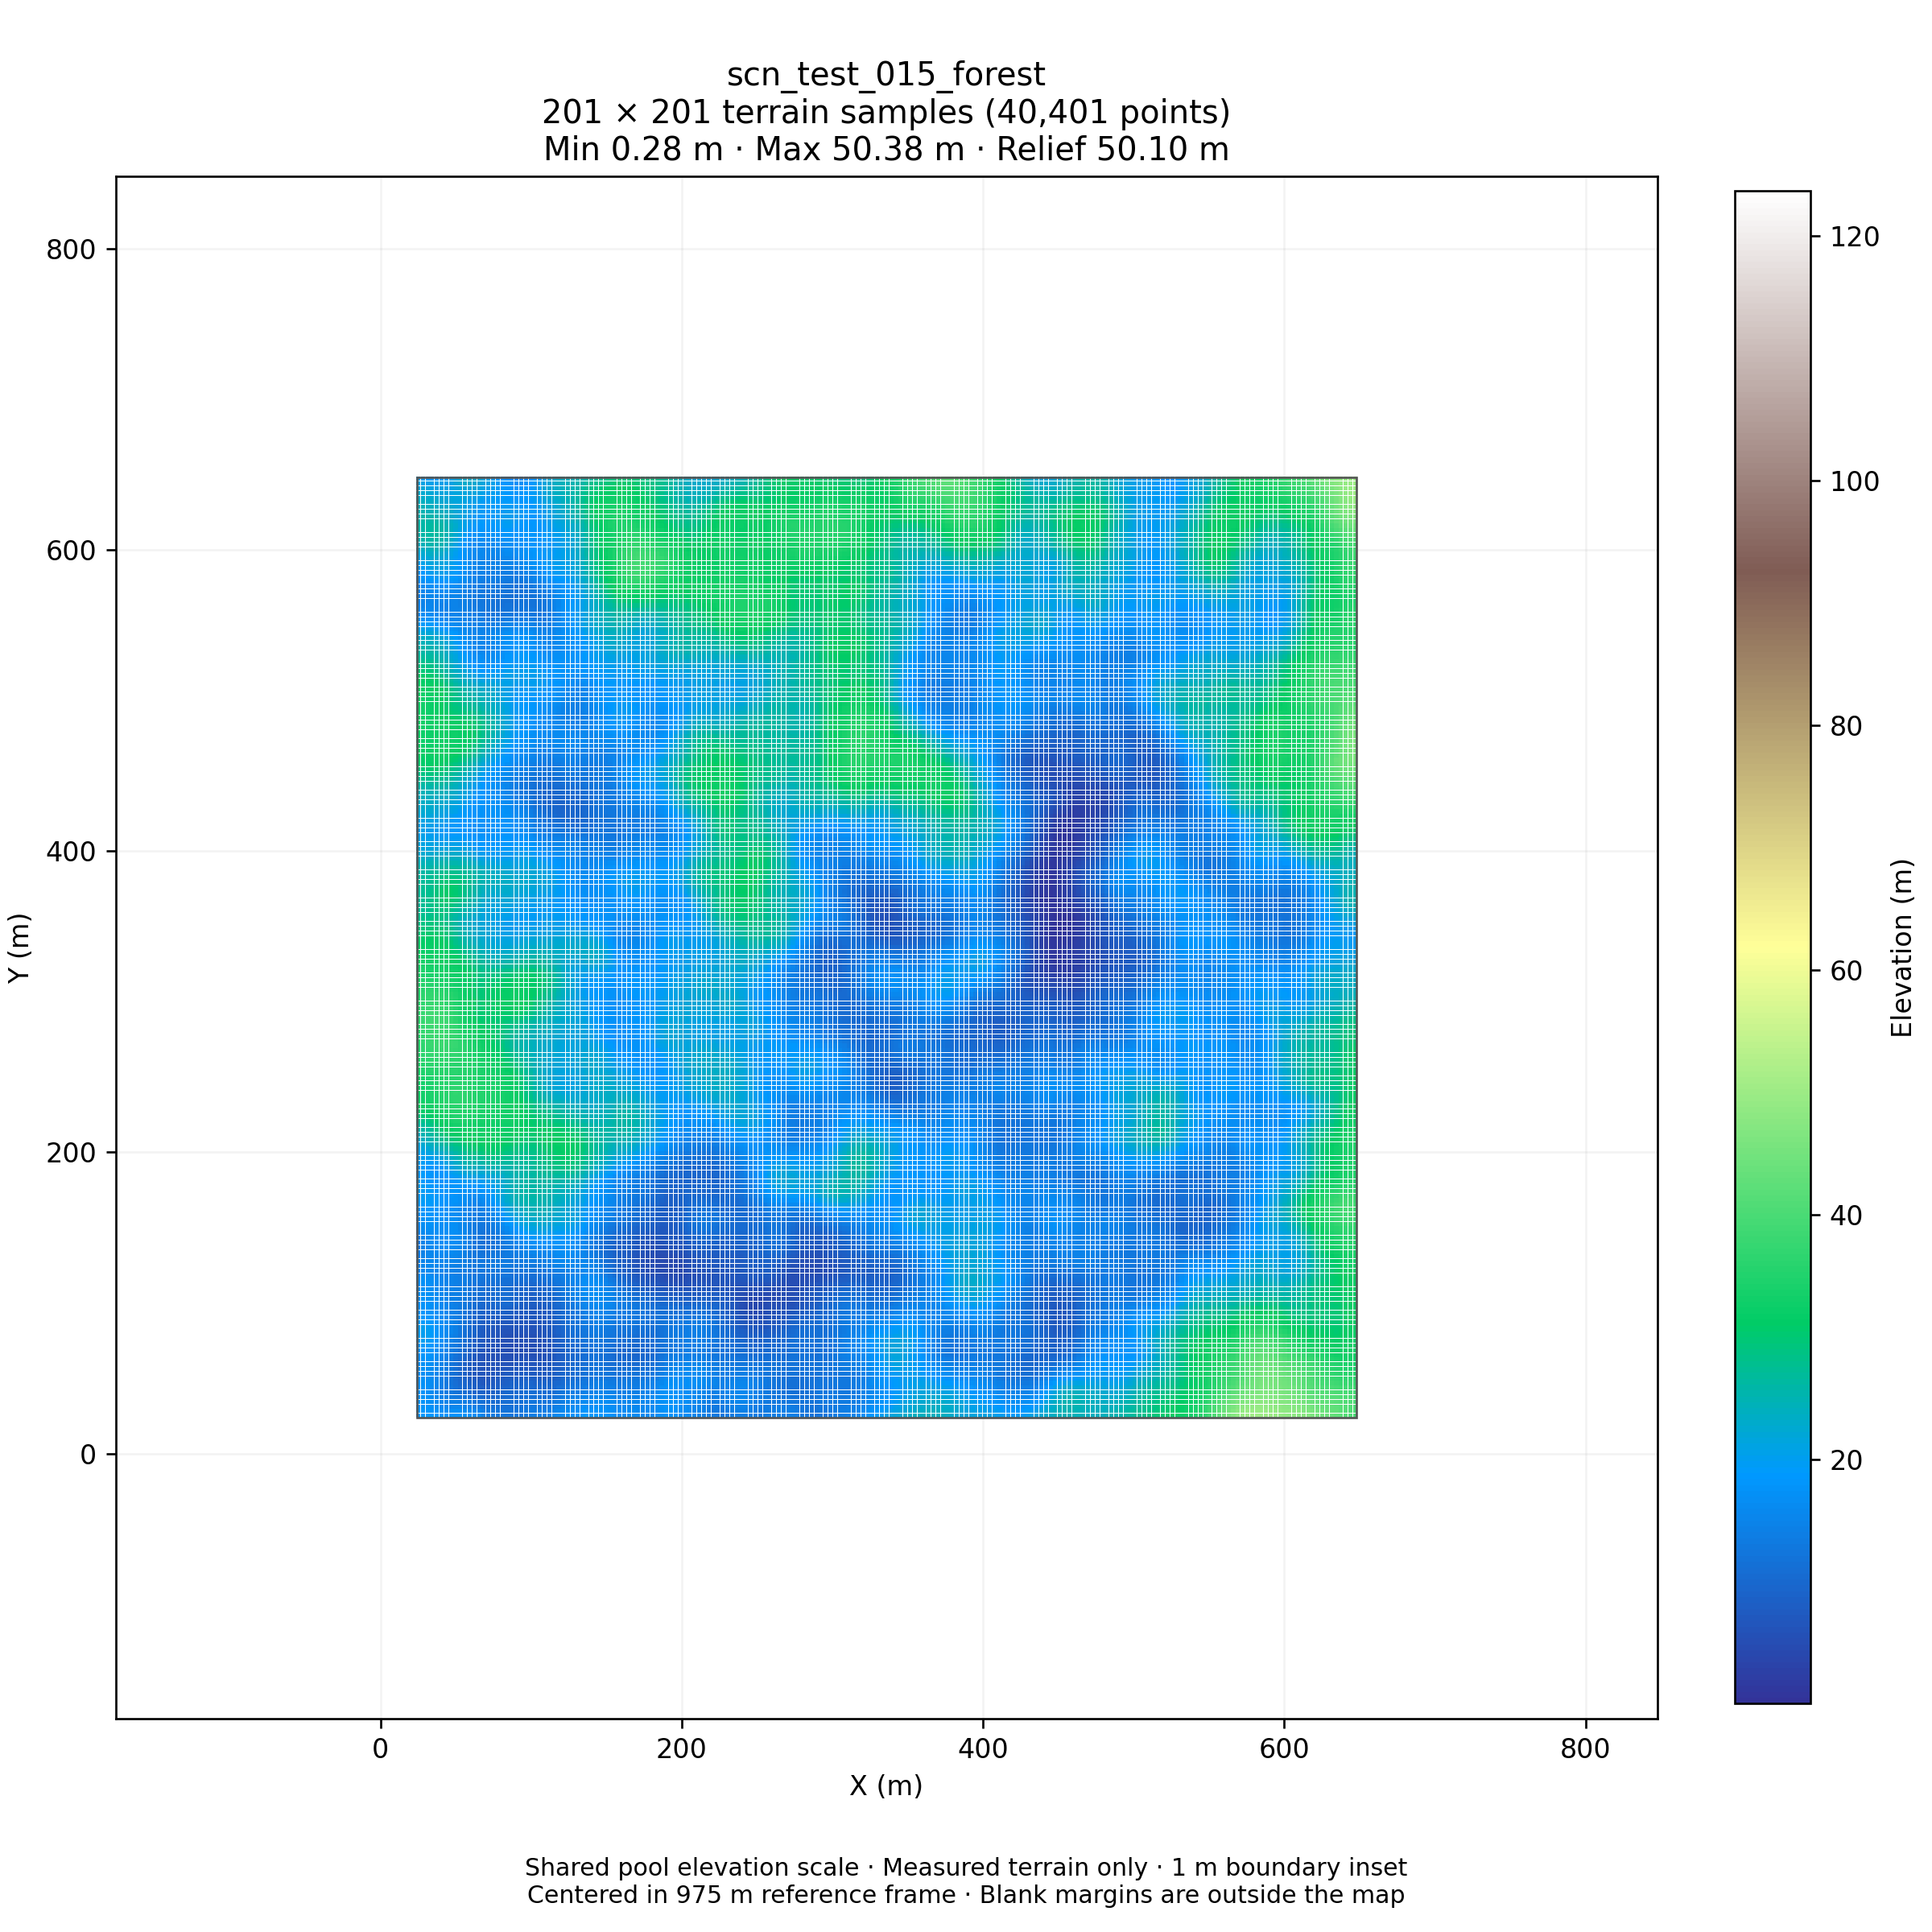 scn_test_015_forest
201 × 201 terrain samples (40,401 points)
Min 0.28 m · Max 50.38 m · Relief 50.10 m
800
600
400
200
0
Y (m)
0
200
400
600
800
X (m)
120
100
80
60
40
20
Elevation (m)
Shared pool elevation scale · Measured terrain only · 1 m boundary inset
Centered in 975 m reference frame · Blank margins are outside the map